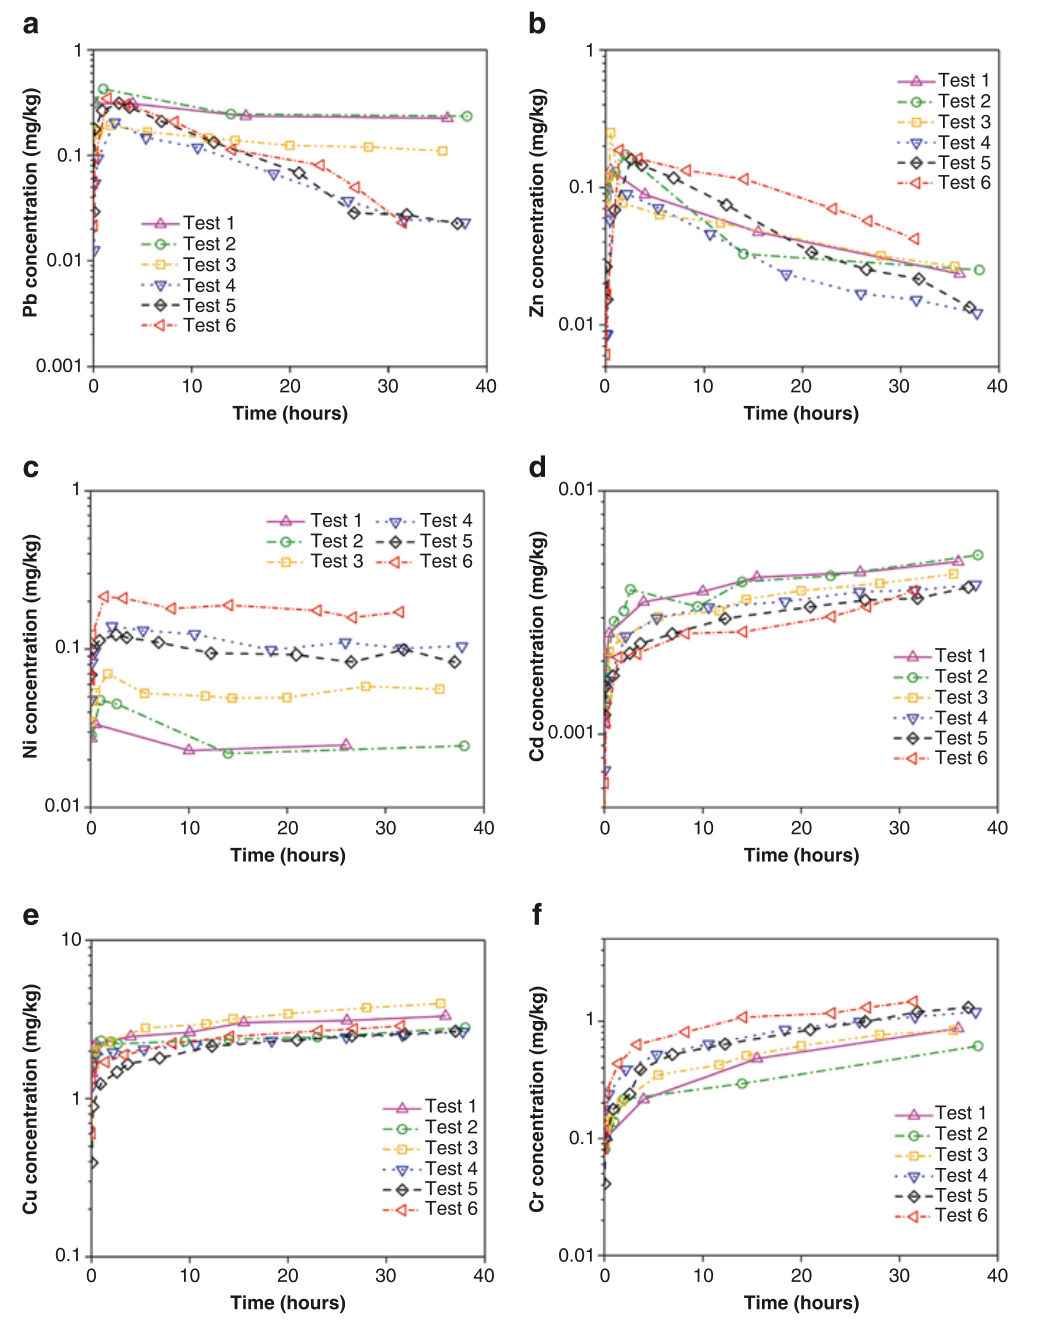 a
Pb concentration (mg/kg)
1
0.1
0.01
0.001
Test 1
Test 2
Test 3
Test 4
Test 5
Test 6
0 10 20 30 40
Time (hours)
b
Zn concentration (mg/kg)
1
0.1
0.01
Test 1
Test 2
Test 3
Test 4
Test 5
Test 6
0 10 20 30 40
Time (hours)
c
Ni concentration (mg/kg)
1
0.1
0.01
Test 1 Test 4
Test 2 Test 5
Test 3 Test 6
0 10 20 30 40
Time (hours)
d
Cd concentration (mg/kg)
0.01
0.001
Test 1
Test 2
Test 3
Test 4
Test 5
Test 6
0 10 20 30 40
Time (hours)
e
Cu concentration (mg/kg)
10
1
0.1
Test 1
Test 2
Test 3
Test 4
Test 5
Test 6
0 10 20 30 40
Time (hours)
f
Cr concentration (mg/kg)
1
0.1
0.01
Test 1
Test 2
Test 3
Test 4
Test 5
Test 6
0 10 20 30 40
Time (hours)